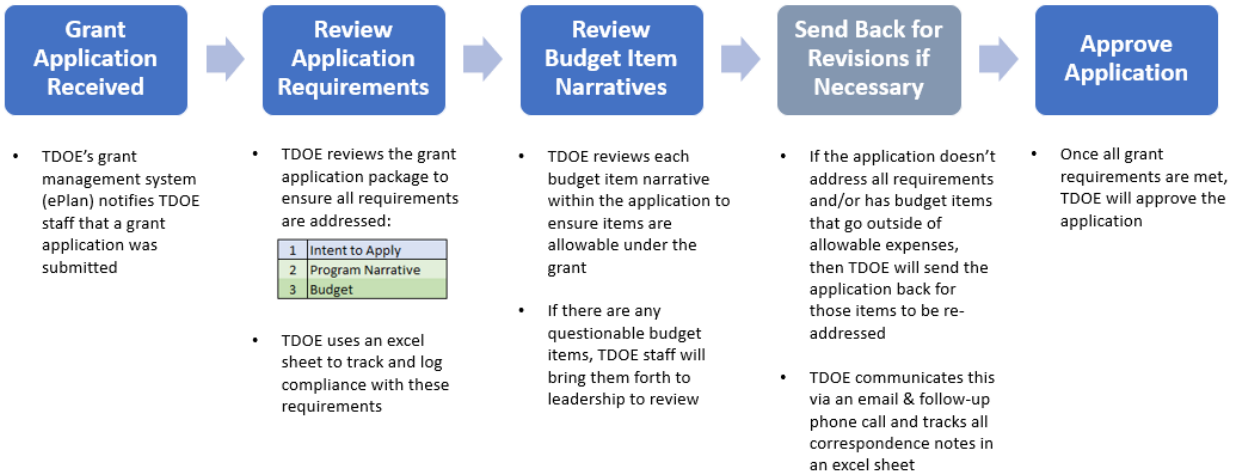 Grant
Application
Received
Review
Application
Requirements
Review
Budget Item
Narratives
Send Back for
Revisions if
Necessary
Approve
Application
• TDOE’s grant
management system
(ePlan) notifies TDOE
staff that a grant
application was
submitted
• TDOE reviews the grant
application package to
ensure all requirements
are addressed:
1 Intent to Apply
2 Program Narrative
3 Budget
• TDOE uses an excel
sheet to track and log
compliance with these
requirements
• TDOE reviews each
budget item narrative
within the application to
ensure items are
allowable under the
grant
• If there are any
questionable budget
items, TDOE staff will
bring them forth to
leadership to review
• If the application doesn’t
address all requirements
and/or has budget items
that go outside of
allowable expenses,
then TDOE will send the
application back for
those items to be re-
addressed
• TDOE communicates this
via an email & follow-up
phone call and tracks all
correspondence notes in
an excel sheet
• Once all grant
requirements are met,
TDOE will approve the
application